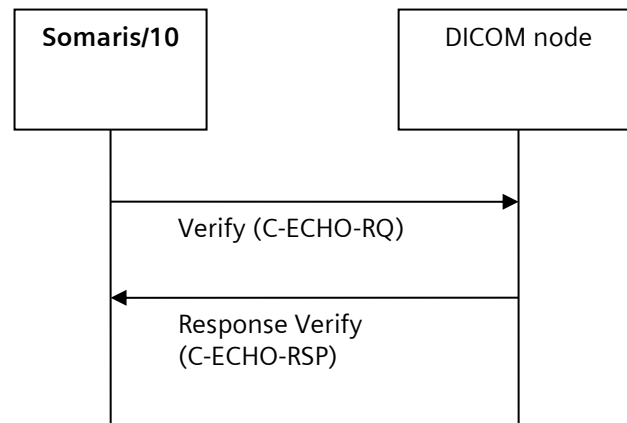 Somaris/10
DICOM node
Verify (C-ECHO-RQ)
Response Verify
(C-ECHO-RSP)